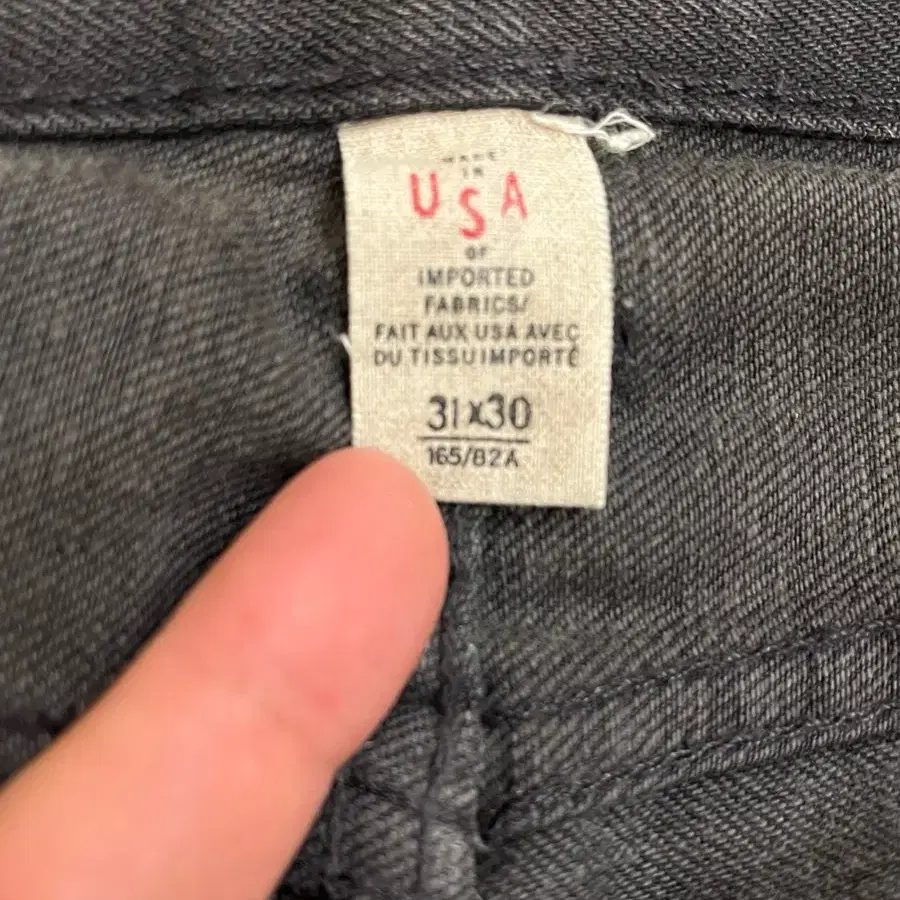 MADE
IN
USA
OF
IMPORTED
FABRICS/
FAIT AUX USA AVEC
DU TISSU IMPORTÉ
31x30
165/82A